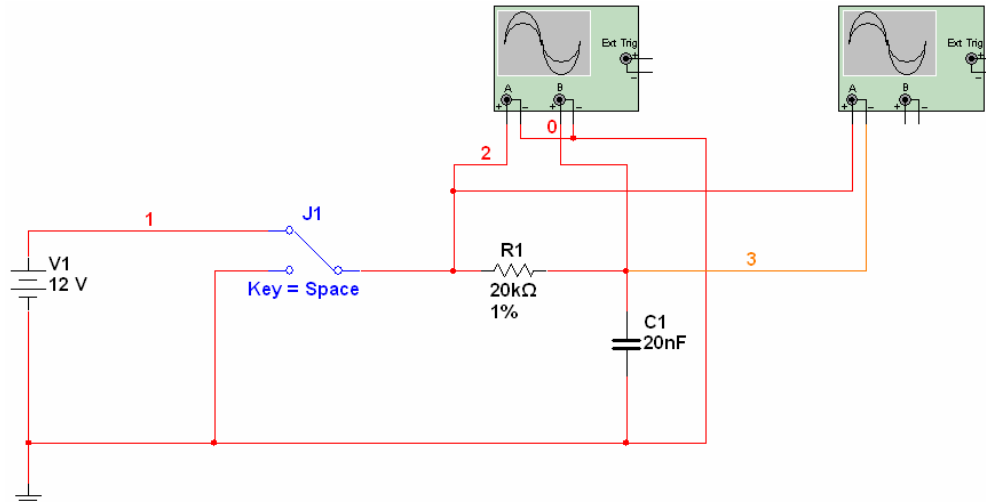 Ext Trig
+
−
A
B
+ − + −
Ext Trig
+
−
A
B
+ − + −
0
2
1
J1
V1
12 V
Key = Space
R1
20kΩ
1%
3
C1
20nF